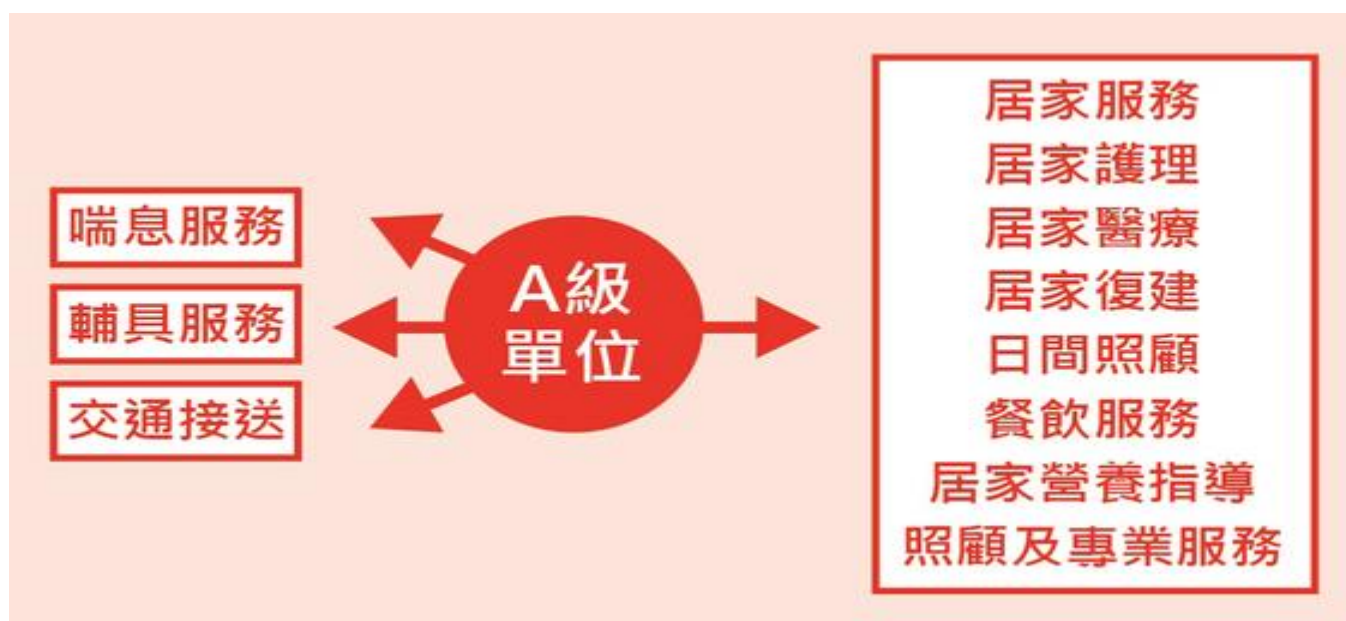 喘息服務
輔具服務
交通接送
A級
單位
居家服務
居家護理
居家醫療
居家復建
日間照顧
餐飲服務
居家營養指導
照顧及專業服務